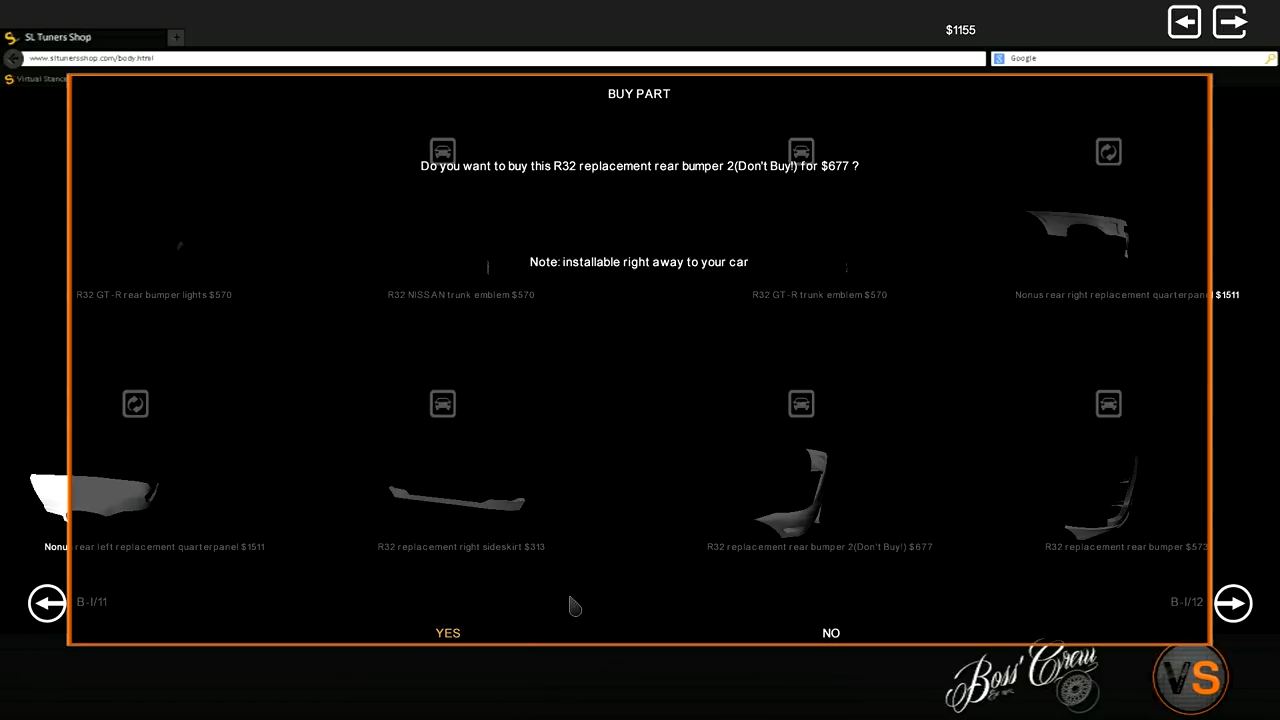 $1155
SL Tuners Shop
+
www.sltunersshop.com/body.html
Google
Virtual Stance
BUY PART
Do you want to buy this R32 replacement rear bumper 2(Don't Buy!) for $677 ?
Note: installable right away to your car
R32 GT-R rear bumper lights $570
R32 NISSAN trunk emblem $570
R32 GT-R trunk emblem $570
Nonus rear right replacement quarterpanel $1511
Nonus rear left replacement quarterpanel $1511
R32 replacement right sideskirt $313
R32 replacement rear bumper 2(Don't Buy!) $677
R32 replacement rear bumper $573
B-I/11
B-I/12
YES
NO
Boss' Crew
VS